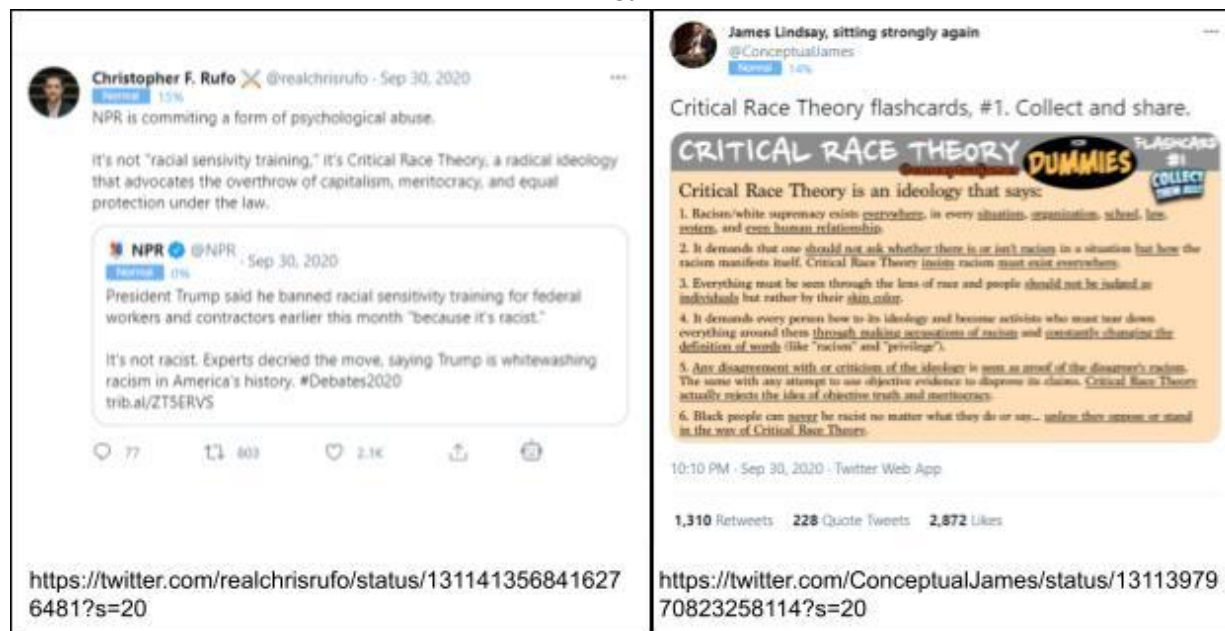 Christopher F. Rufo @realchrisrufo · Sep 30, 2020
Normal 15%
NPR is commiting a form of psychological abuse.
It's not "racial sensivity training," it's Critical Race Theory, a radical ideology
that advocates the overthrow of capitalism, meritocracy, and equal
protection under the law.
NPR @NPR · Sep 30, 2020
Normal 0%
President Trump said he banned racial sensitivity training for federal
workers and contractors earlier this month "because it's racist."
It's not racist. Experts decried the move, saying Trump is whitewashing
racism in America's history. #Debates2020
trib.al/ZT5ERVS
77 803 2.1K
https://twitter.com/realchrisrufo/status/131141356841627
6481?s=20
James Lindsay, sitting strongly again
@ConceptualJames
Normal 14%
Critical Race Theory flashcards, #1. Collect and share.
CRITICAL RACE THEORY FOR DUMMIES
FLASHCARD
#1
COLLECT
THEM ALL!
Critical Race Theory is an ideology that says:
1. Racism/white supremacy exists everywhere, in every situation, organization, school, law,
system, and even human relationship.
2. It demands that one should not ask whether there is or isn't racism in a situation but how the
racism manifests itself. Critical Race Theory insists racism must exist everywhere.
3. Everything must be seen through the lens of race and people should not be judged as
individuals but rather by their skin color.
4. It demands every person bow to its ideology and become activists who must tear down
everything around them through making accusations of racism and constantly changing the
definition of words (like "racism" and "privilege").
5. Any disagreement with or criticism of the ideology is seen as proof of the disagreer's racism.
The same with any attempt to use objective evidence to disprove its claims. Critical Race Theory
actually rejects the idea of objective truth and meritocracy.
6. Black people can never be racist no matter what they do or say... unless they oppose or stand
in the way of Critical Race Theory.
10:10 PM · Sep 30, 2020 · Twitter Web App
1,310 Retweets 228 Quote Tweets 2,872 Likes
https://twitter.com/ConceptualJames/status/13113979
70823258114?s=20